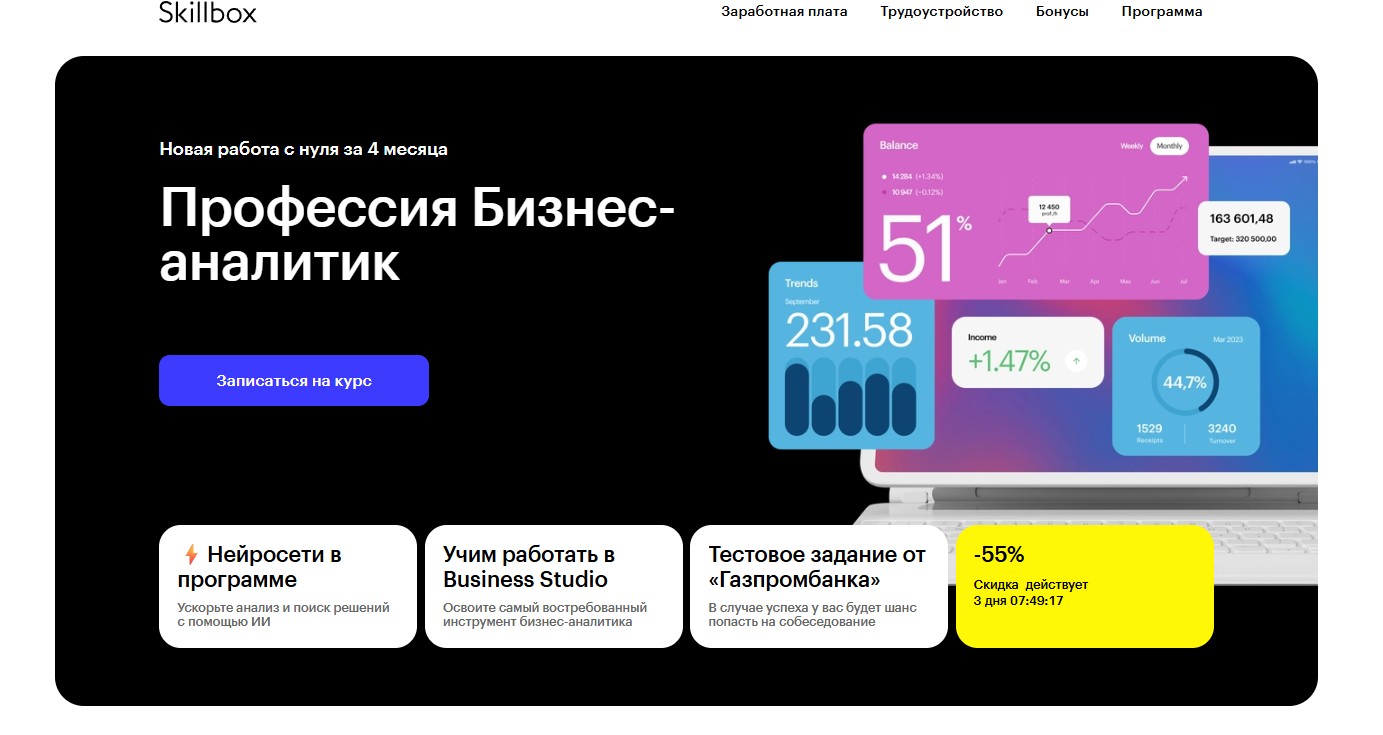 Skillbox
Заработная плата
Трудоустройство
Бонусы
Программа
Новая работа с нуля за 4 месяца
Профессия Бизнес-
аналитик
Записаться на курс
Balance
Weekly
Monthly
14 284 (+1,34%)
10 947 (−0,12%)
51%
12 450
prof./h
Jan Feb Mar Apr May Jun Jul
163 601,48
Target: 320 500,00
Trends
September
231.58
Income
+1.47%
Volume
Mar 2023
44,7%
1529
Receipts
3240
Turnover
⚡ Нейросети в
программе
Ускорьте анализ и поиск решений
с помощью ИИ
Учим работать в
Business Studio
Освоите самый востребованный
инструмент бизнес-аналитика
Тестовое задание от
«Газпромбанка»
В случае успеха у вас будет шанс
попасть на собеседование
-55%
Скидка действует
3 дня 07:49:17